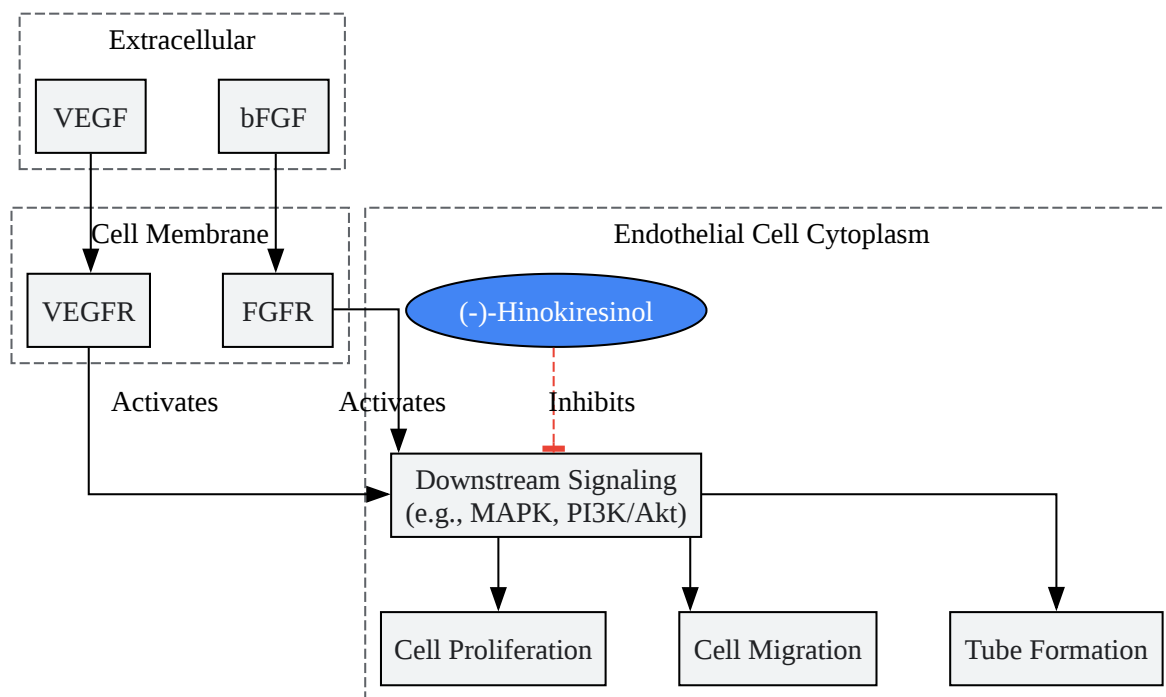 Extracellular
VEGF
bFGF
Cell Membrane
Endothelial Cell Cytoplasm
VEGFR
FGFR
(-)-Hinokiresinol
Activates
Activates
Inhibits
Downstream Signaling
(e.g., MAPK, PI3K/Akt)
Cell Proliferation
Cell Migration
Tube Formation